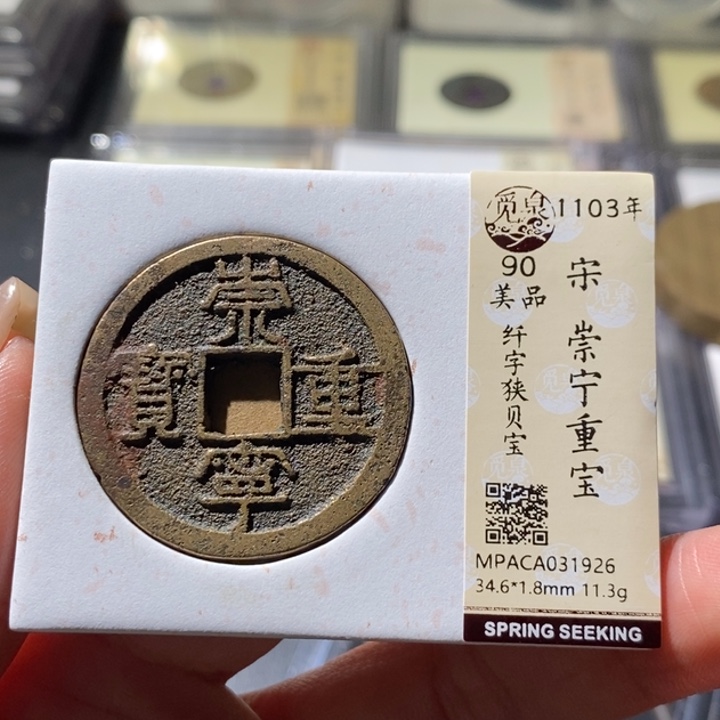 崇
重
寶
寧
觅泉
1103年
宋 崇宁重宝
90
美品
纤字狭贝宝
MPACA031926
34.6*1.8mm 11.3g
SPRING SEEKING